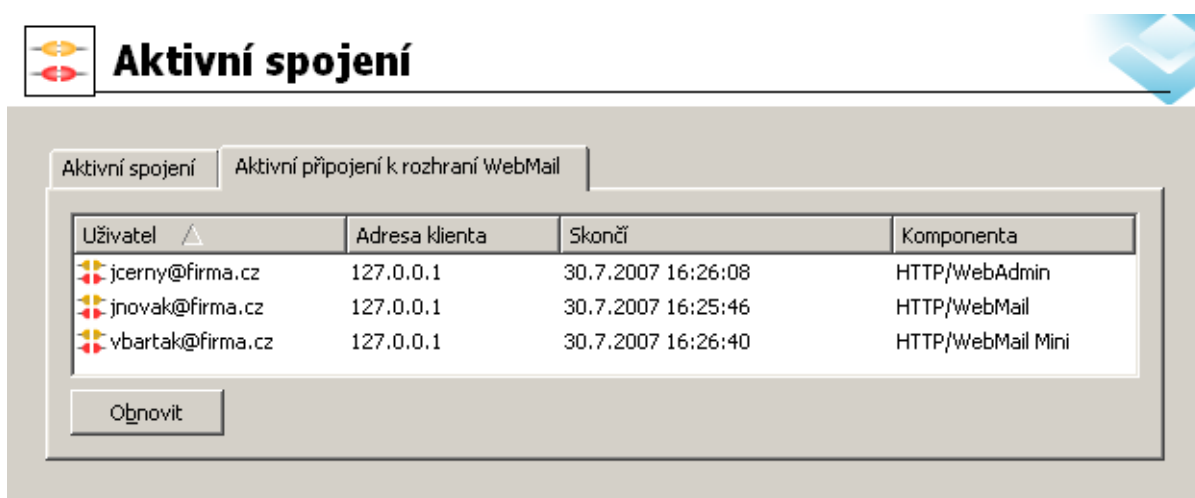 Aktivní spojení
Aktivní spojení Aktivní připojení k rozhraní WebMail
Uživatel Adresa klienta Skončí Komponenta
jcerny@firma.cz 127.0.0.1 30.7.2007 16:26:08 HTTP/WebAdmin
jnovak@firma.cz 127.0.0.1 30.7.2007 16:25:46 HTTP/WebMail
vbartak@firma.cz 127.0.0.1 30.7.2007 16:26:40 HTTP/WebMail Mini
Obnovit